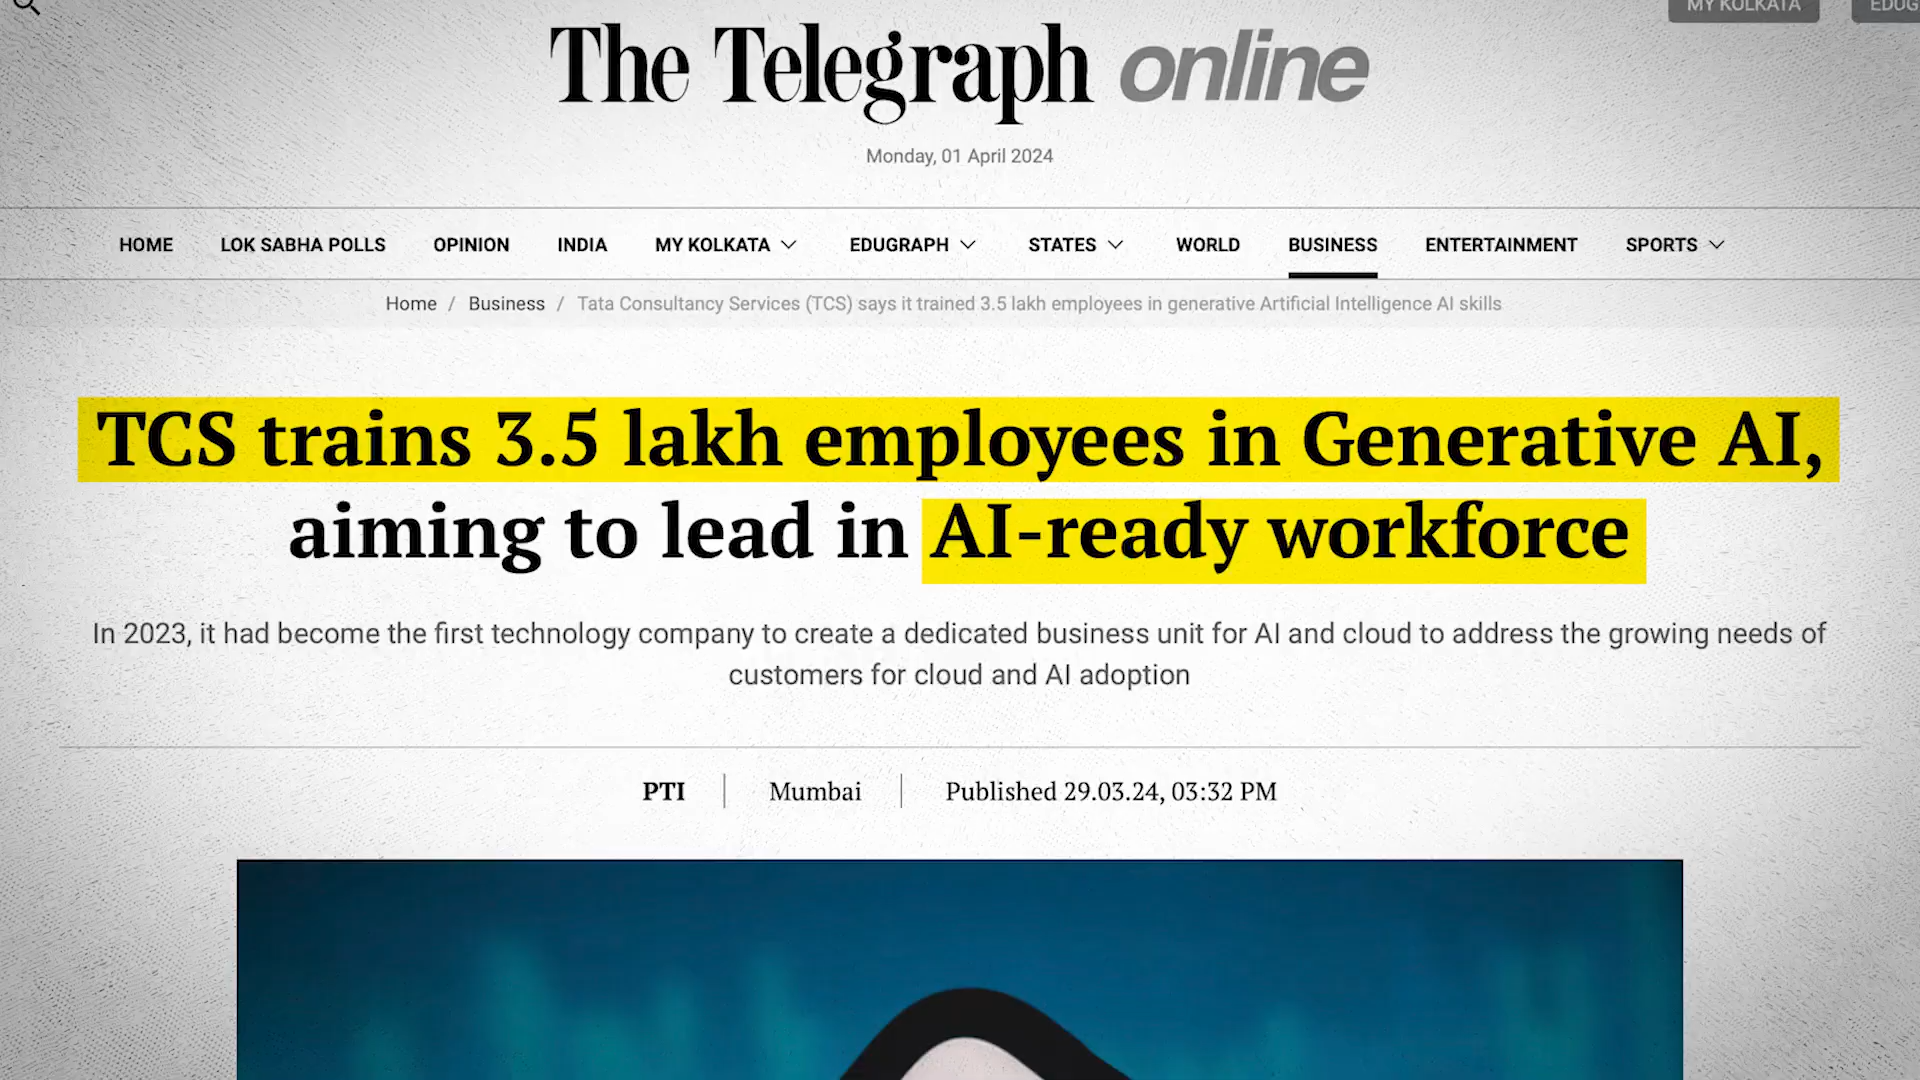 MY KOLKATA
The Telegraph online
Monday, 01 April 2024
HOME LOK SABHA POLLS OPINION INDIA MY KOLKATA EDUGRAPH STATES WORLD BUSINESS ENTERTAINMENT SPORTS
Home / Business / Tata Consultancy Services (TCS) says it trained 3.5 lakh employees in generative Artificial Intelligence AI skills
TCS trains 3.5 lakh employees in Generative AI,
aiming to lead in AI-ready workforce
In 2023, it had become the first technology company to create a dedicated business unit for AI and cloud to address the growing needs of
customers for cloud and AI adoption
PTI | Mumbai | Published 29.03.24, 03:32 PM